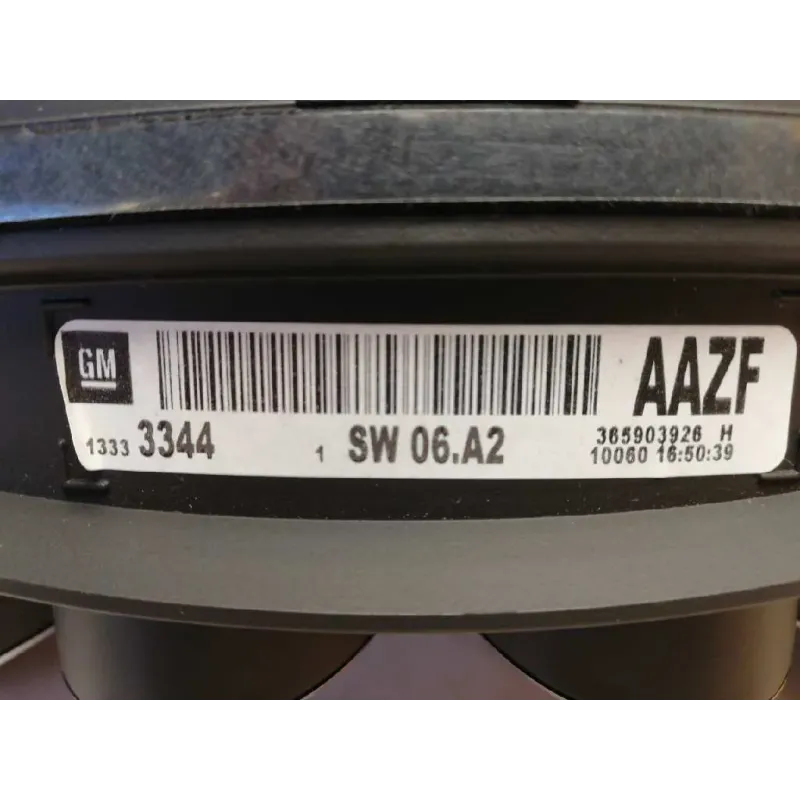 GM
AAZF
1333 3344 1 SW 06.A2 365903926 H
10060 16:50:39